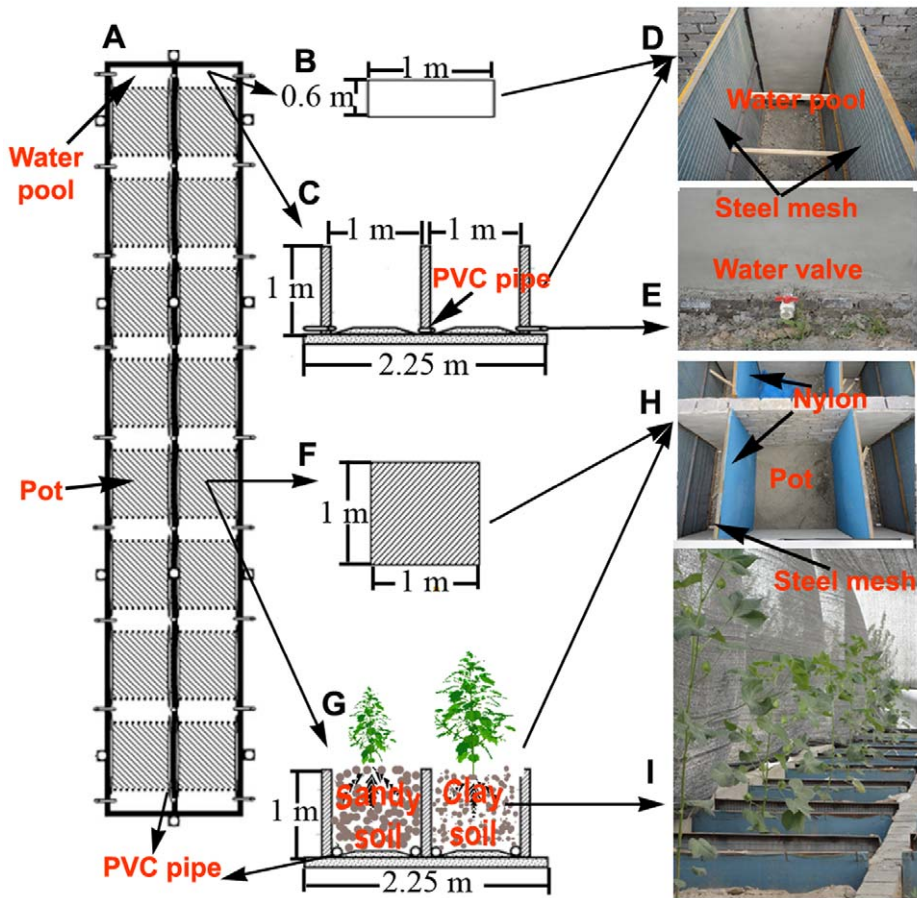 A
B
1 m
0.6 m
D
Water pool
Water
pool
C
1 m
1 m
1 m
PVC pipe
2.25 m
Steel mesh
Water valve
E
H
Nylon
Pot
Steel mesh
Pot
F
1 m
1 m
G
1 m
Sandy
soil
Clay
soil
2.25 m
I
PVC pipe